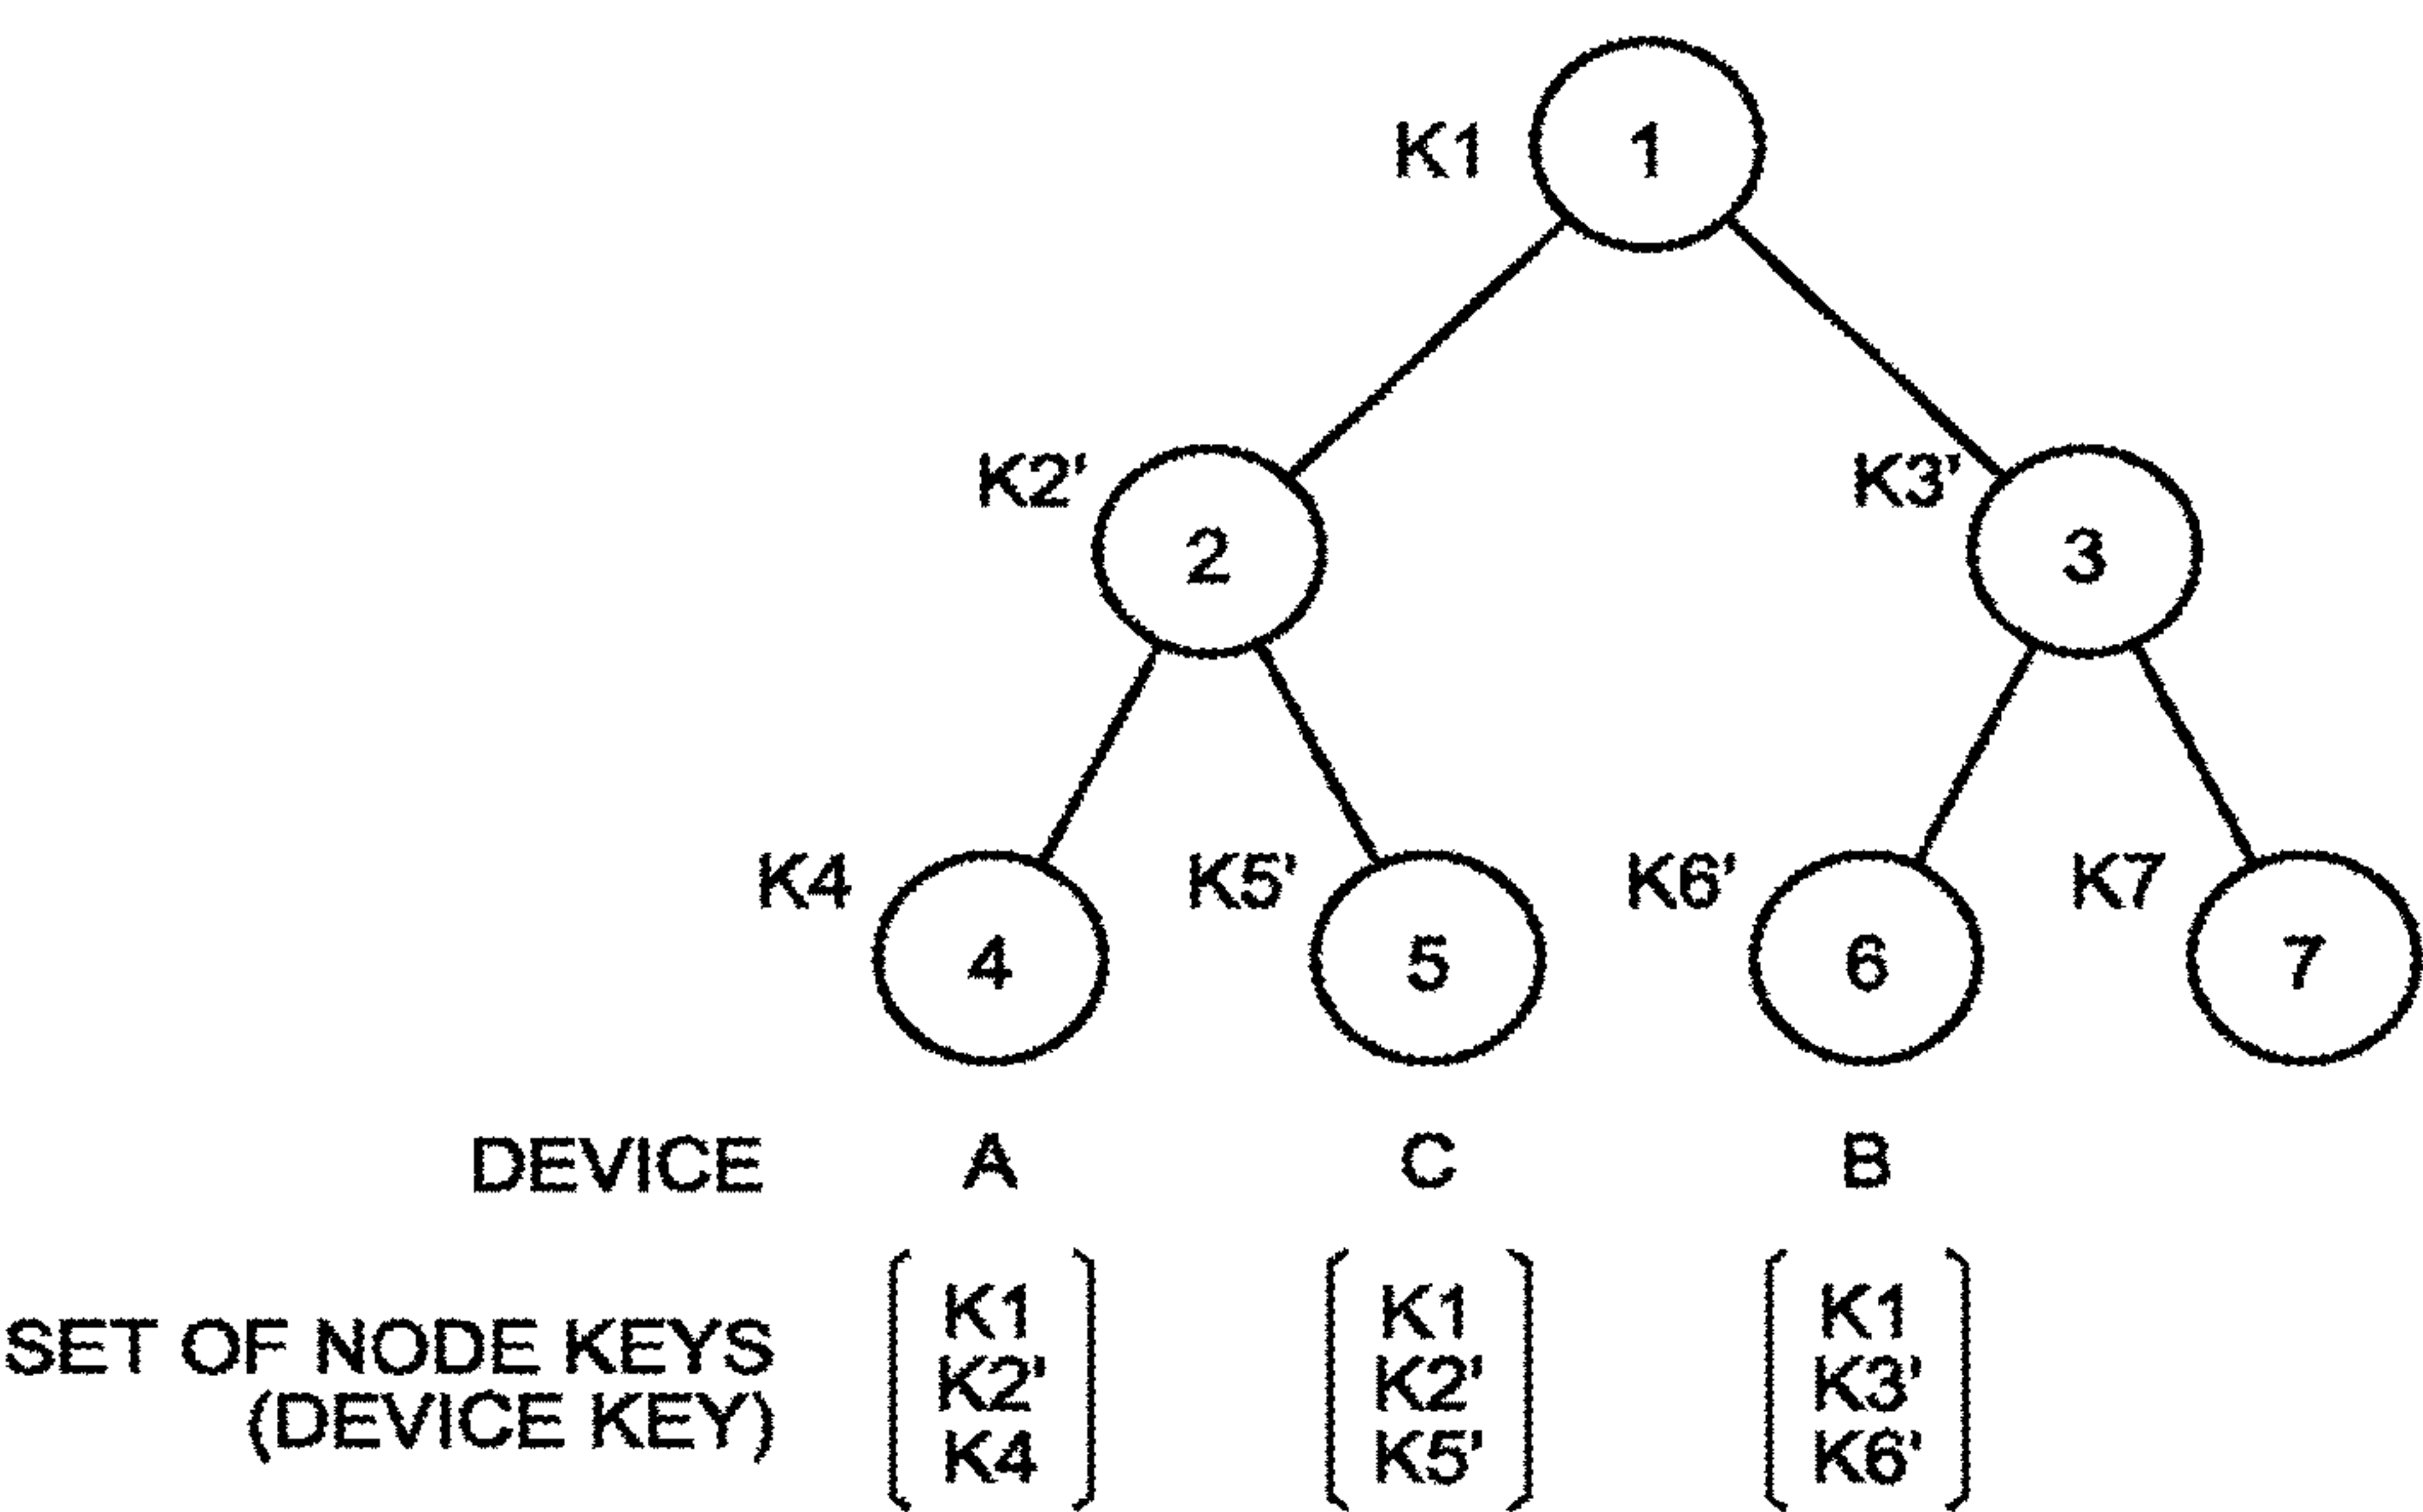 K1 1
K2' 2 K3' 3
K4 4 K5' 5 K6' 6 K7 7
DEVICE A C B
K1 K1 K1
SET OF NODE KEYS K2' K2' K3'
(DEVICE KEY) K4 K5' K6'